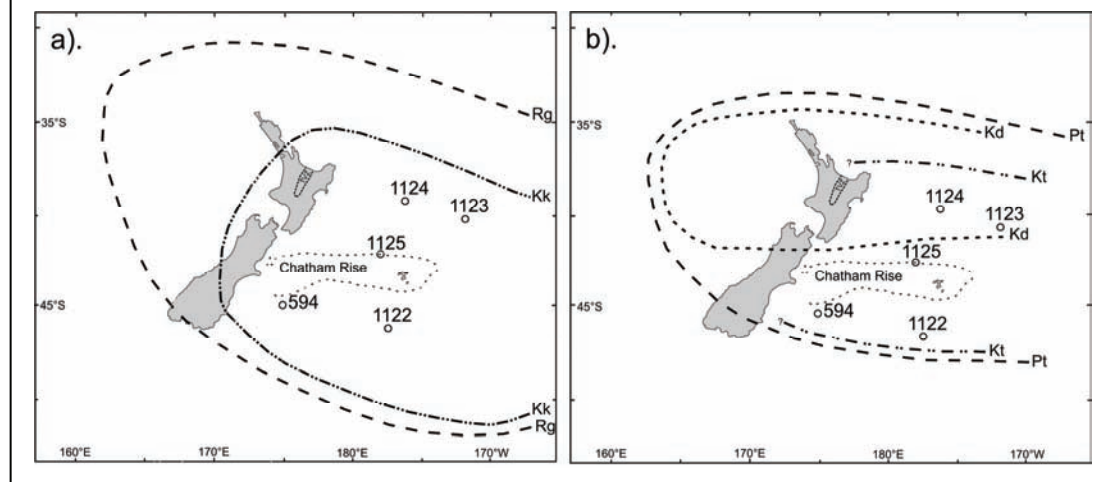 a).
Rg
35°S
Kk
1124
1123
1125
Chatham Rise
594
45°S
1122
Kk
Rg
160°E 170°E 180°E 170°W
b).
35°S
Kd
Pt
Kt
1124
1123
Kd
1125
Chatham Rise
45°S
594
1122
?
?
Kt
Pt
160°E 170°E 180°E 170°W